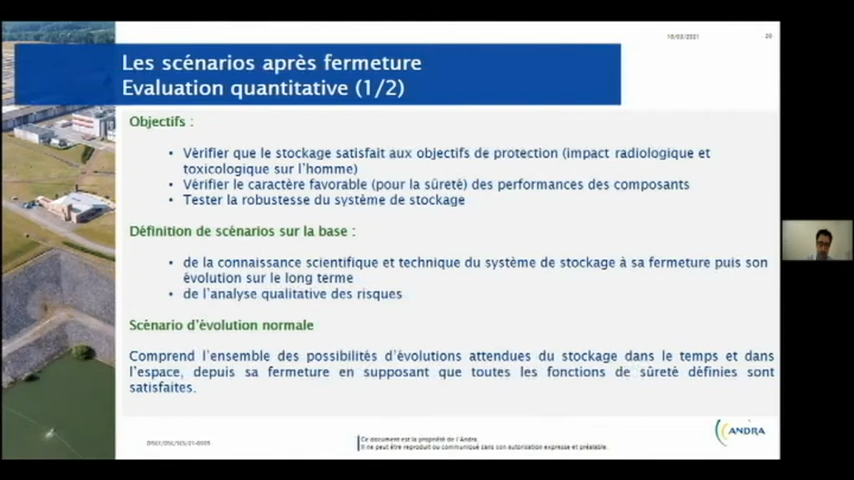 18/03/2021
20
Les scénarios après fermeture
Evaluation quantitative (1/2)
Objectifs :
• Vérifier que le stockage satisfait aux objectifs de protection (impact radiologique et
toxicologique sur l'homme)
• Vérifier le caractère favorable (pour la sûreté) des performances des composants
• Tester la robustesse du système de stockage
Définition de scénarios sur la base :
• de la connaissance scientifique et technique du système de stockage à sa fermeture puis son
évolution sur le long terme
• de l'analyse qualitative des risques
Scénario d'évolution normale
Comprend l'ensemble des possibilités d'évolutions attendues du stockage dans le temps et dans
l'espace, depuis sa fermeture en supposant que toutes les fonctions de sûreté définies sont
satisfaites.
ANDRA
Ce document est la propriété de l'Andra.
Il ne peut être reproduit ou communiqué sans son autorisation expresse et préalable.